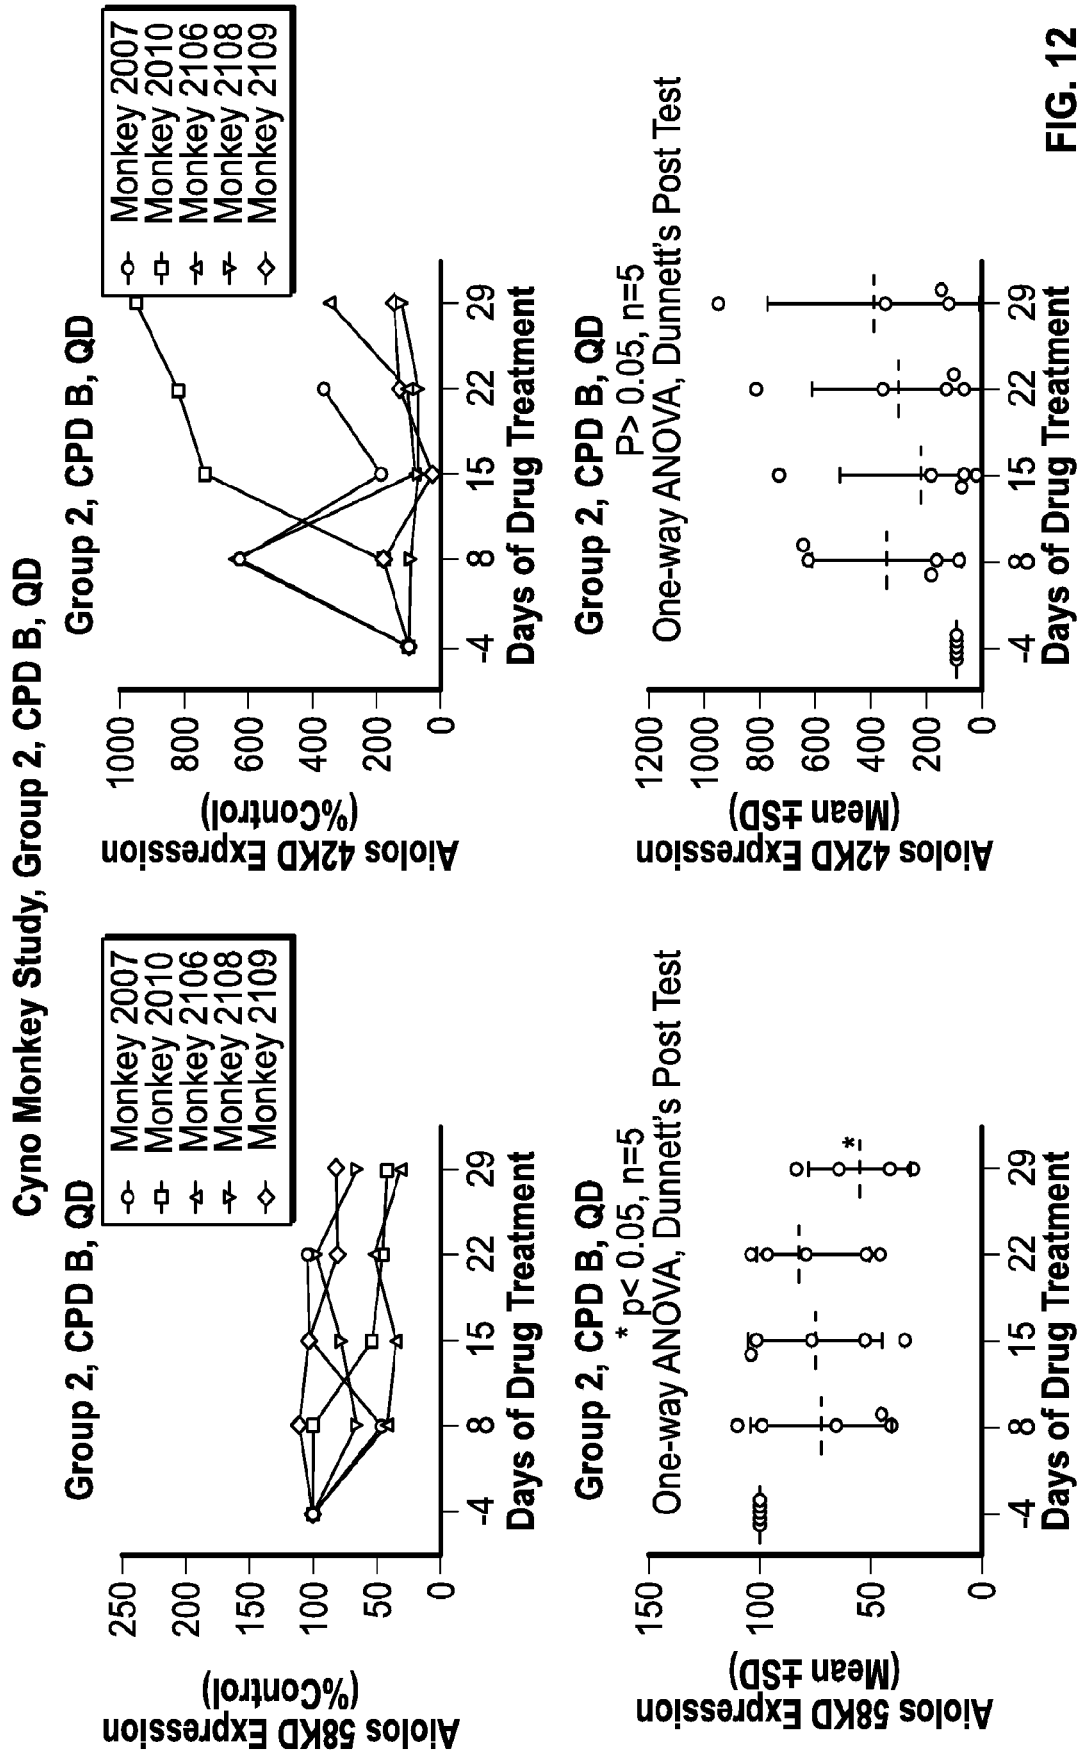 Cyno Monkey Study, Group 2, CPD B, QD
Group 2, CPD B, QD
Monkey 2007
Monkey 2010
Monkey 2106
Monkey 2108
Monkey 2109
Aiolos 58KD Expression
(%Control)
250
200
150
100
50
0
-4
8
15
22
29
Days of Drug Treatment
Group 2, CPD B, QD
Monkey 2007
Monkey 2010
Monkey 2106
Monkey 2108
Monkey 2109
Aiolos 42KD Expression
(%Control)
1000
800
600
400
200
0
-4
8
15
22
29
Days of Drug Treatment
Group 2, CPD B, QD
* p< 0.05, n=5
One-way ANOVA, Dunnett's Post Test
Aiolos 58KD Expression
(Mean ±SD)
150
100
50
0
*
-4
8
15
22
29
Days of Drug Treatment
Group 2, CPD B, QD
P> 0.05, n=5
One-way ANOVA, Dunnett's Post Test
Aiolos 42KD Expression
(Mean ±SD)
1200
1000
800
600
400
200
0
-4
8
15
22
29
Days of Drug Treatment
FIG. 12